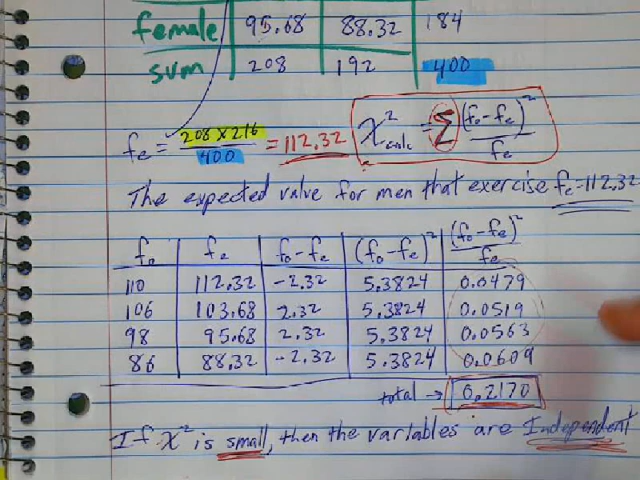 female 95.68 88.32 184
sum 208 192 400
fe = 208 x 216 / 400 = 112.32 χ²calc = Σ (fo - fe)² / fe
The expected value for men that exercise fe = 112.32
fo fe fo - fe (fo - fe)² (fo - fe)² / fe
110 112.32 -2.32 5.3824 0.0479
106 103.68 2.32 5.3824 0.0519
98 95.68 2.32 5.3824 0.0563
86 88.32 -2.32 5.3824 0.0609
total → 0.2170
If χ² is small, then the variables are Independent